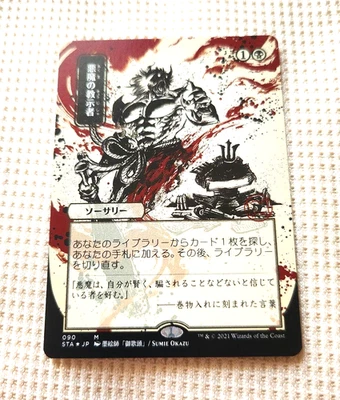 悪魔の教示者
1
ソーサリー
あなたのライブラリーからカード1枚を探し、
あなたの手札に加える。その後、ライブラリー
を切り直す。
「悪魔は、自分が賢く、騙されることなどないと信じて
いる者を好む。」
──巻物入れに刻まれた言葉
090 M
STA ★ JP 墨絵師「御歌頭」/ SUMIE OKAZU
™ & © 2021 Wizards of the Coast